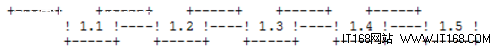 +-----+     +-----+     +-----+     +-----+     +-----+
! 1.1 !----! 1.2 !----! 1.3 !----! 1.4 !----! 1.5 !
+-----+     +-----+     +-----+     +-----+     +-----+
IT168网站 www.IT168.com